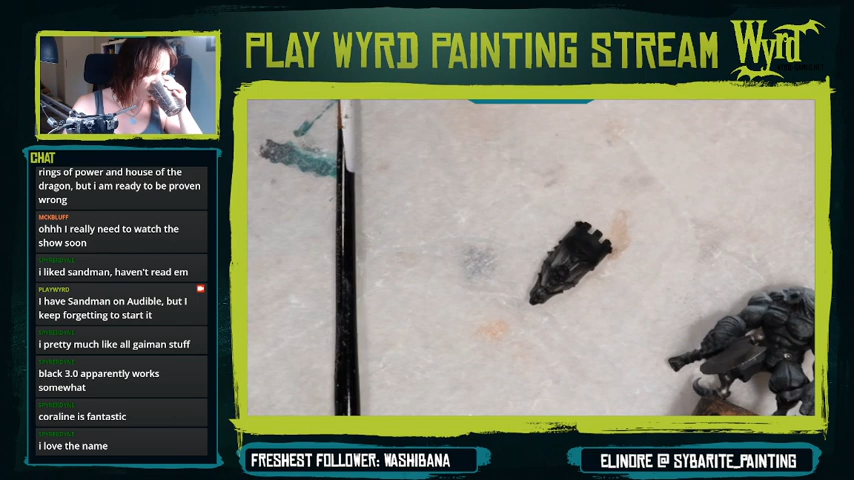 PLAY WYRD PAINTING STREAM
Wyrd
CHAT
rings of power and house of the
dragon, but i am ready to be proven
wrong
MCKBLUFF
ohhh I really need to watch the
show soon
i liked sandman, haven't read em
PLAYWYRD
I have Sandman on Audible, but I
keep forgetting to start it
i pretty much like all gaiman stuff
black 3.0 apparently works
somewhat
coraline is fantastic
i love the name
FRESHEST FOLLOWER: WASHIBANA
ELINORE @ SYBARITE_PAINTING